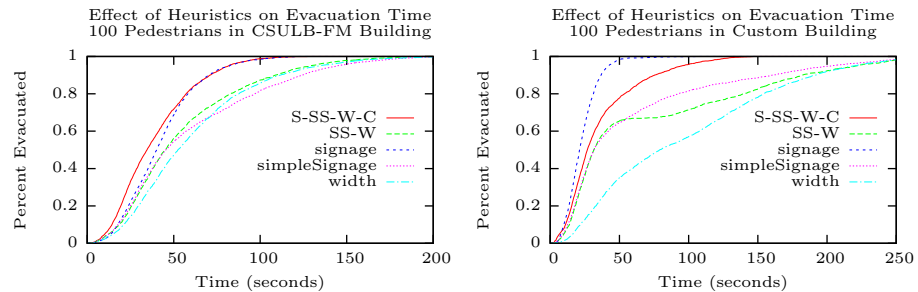 Effect of Heuristics on Evacuation Time
100 Pedestrians in CSULB-FM Building
Percent Evacuated
1
0.8
0.6
0.4
0.2
0
S-SS-W-C
SS-W
signage
simpleSignage
width
0 50 100 150 200
Time (seconds)
Effect of Heuristics on Evacuation Time
100 Pedestrians in Custom Building
Percent Evacuated
1
0.8
0.6
0.4
0.2
0
S-SS-W-C
SS-W
signage
simpleSignage
width
0 50 100 150 200 250
Time (seconds)